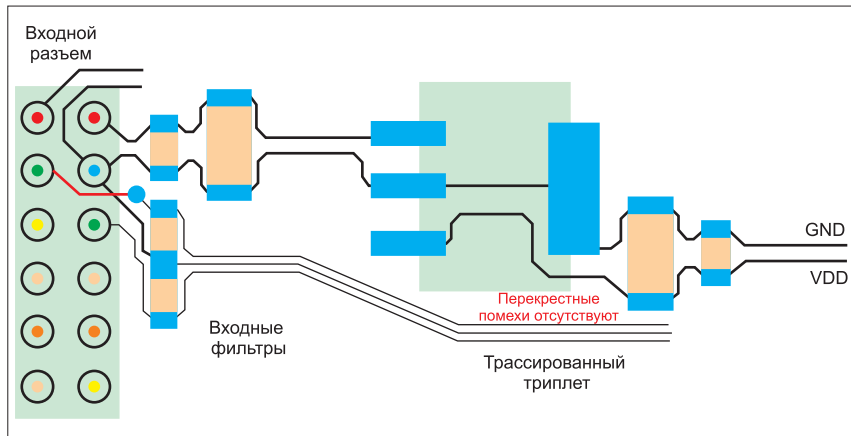 Входной
разъем
GND
VDD
Перекрестные
помехи отсутствуют
Входные
фильтры
Трассированный
триплет